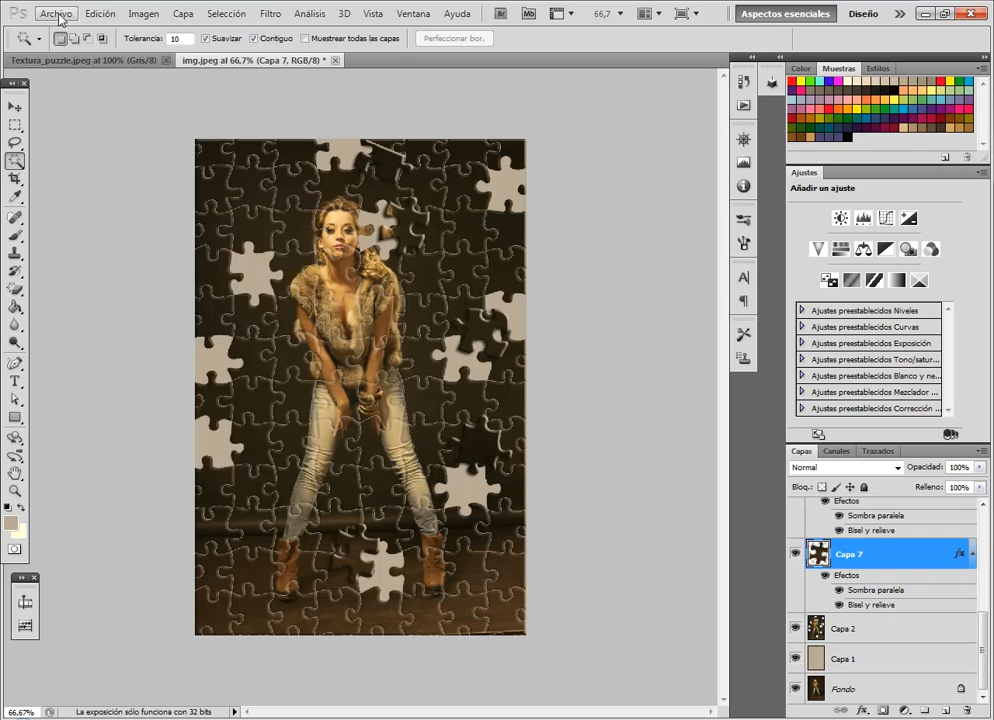 Ps Archivo Edición Imagen Capa Selección Filtro Análisis 3D Vista Ventana Ayuda Mb 66,7 Aspectos esenciales Diseño
Tolerancia: 10 Suavizar Contiguo Muestrear todas las capas Perfeccionar bor.
Textura_puzzle.jpeg al 100% (Gris/8) img.jpeg al 66,7% (Capa 7, RGB/8) *
Color Muestras Estilos
Ajustes
Añadir un ajuste
Ajustes preestablecidos Niveles
Ajustes preestablecidos Curvas
Ajustes preestablecidos Exposición
Ajustes preestablecidos Tono/satur...
Ajustes preestablecidos Blanco y ne...
Ajustes preestablecidos Mezclador ...
Ajustes preestablecidos Corrección ...
Capas Canales Trazados
Normal Opacidad: 100%
Bloq.: Relleno: 100%
Efectos
Sombra paralela
Bisel y relieve
Capa 7 fx
Efectos
Sombra paralela
Bisel y relieve
Capa 2
Capa 1
Fondo
66,67% La exposición sólo funciona con 32 bits